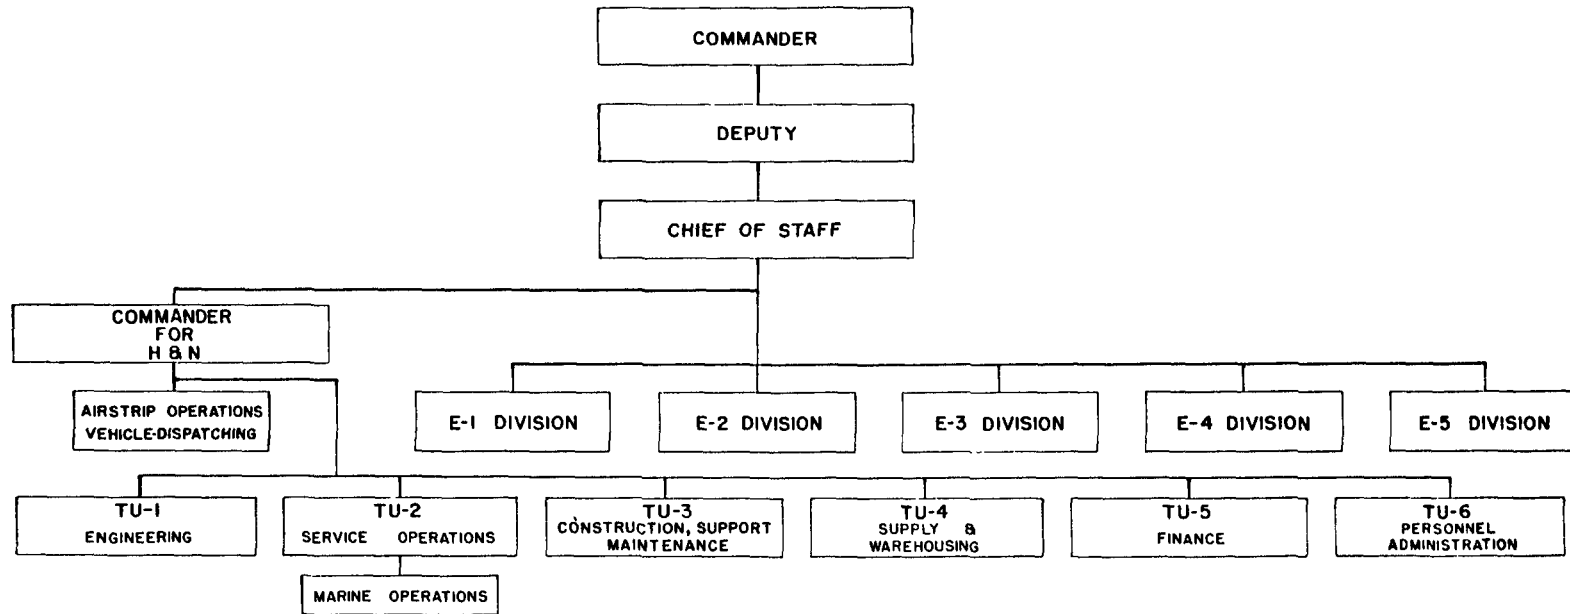 COMMANDER
DEPUTY
CHIEF OF STAFF
COMMANDER
FOR
H & N
AIRSTRIP OPERATIONS
VEHICLE-DISPATCHING
E-1 DIVISION
E-2 DIVISION
E-3 DIVISION
E-4 DIVISION
E-5 DIVISION
TU-1
ENGINEERING
TU-2
SERVICE OPERATIONS
TU-3
CONSTRUCTION, SUPPORT
MAINTENANCE
TU-4
SUPPLY &
WAREHOUSING
TU-5
FINANCE
TU-6
PERSONNEL
ADMINISTRATION
MARINE OPERATIONS